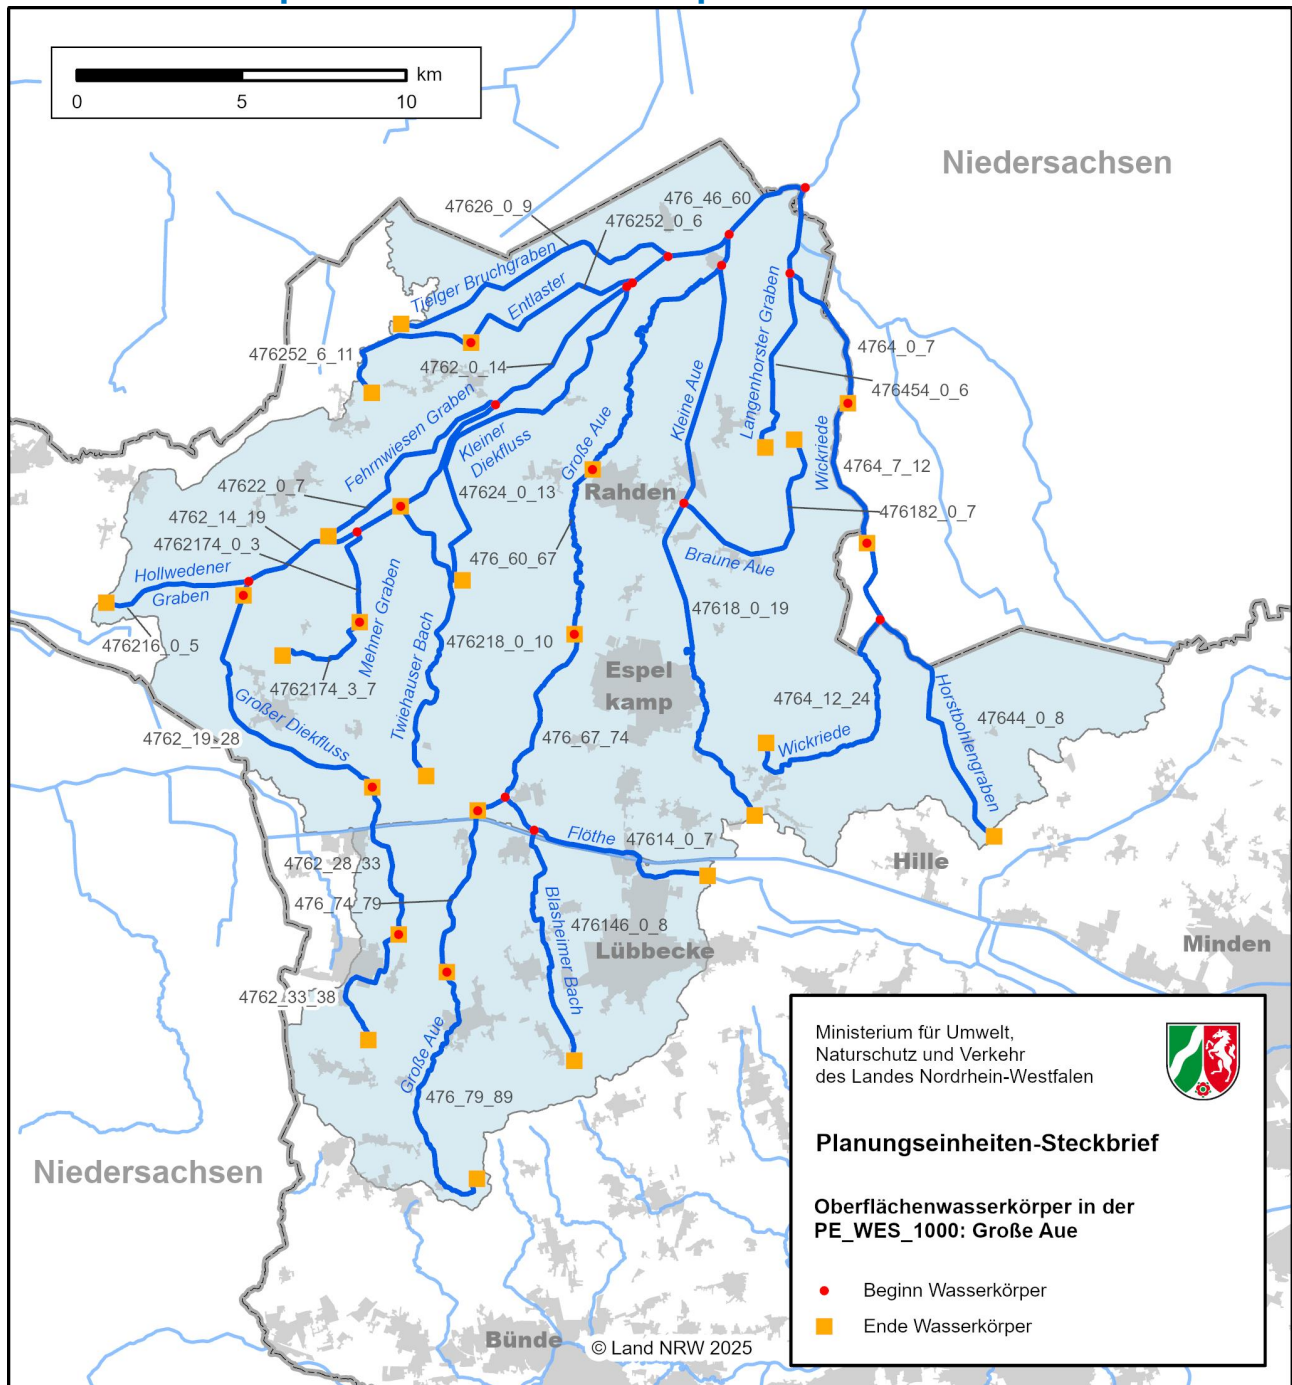 km
0
5
10
Niedersachsen
476_46_60
47626_0_9
476252_0_6
Tielger Bruchgraben
Entlaster
Langenhorster Graben
476252_6_11
4762_0_14
4764_0_7
476454_0_6
Fehrnwiesen Graben
Kleiner
Diekfluss
Große Aue
Kleine Aue
Wickriede
4764_7_12
47622_0_7
47624_0_13
Rahden
476182_0_7
4762_14_19
4762174_0_3
476_60_67
Braune Aue
Hollwedener
Graben
Mehner Graben
47618_0_19
476216_0_5
476218_0_10
Twiehauser Bach
Espel
kamp
4762174_3_7
Großer Diekfluss
4764_12_24
Horstbohlengraben
47644_0_8
4762_19_28
476_67_74
Wickriede
Flöthe
47614_0_7
4762_28_33
Hille
476_74_79
Blasheimer Bach
476146_0_8
Lübbecke
Minden
4762_33_38
Große Aue
476_79_89
Niedersachsen
Bünde
© Land NRW 2025
Ministerium für Umwelt,
Naturschutz und Verkehr
des Landes Nordrhein-Westfalen
Planungseinheiten-Steckbrief
Oberflächenwasserkörper in der
PE_WES_1000: Große Aue
Beginn Wasserkörper
Ende Wasserkörper